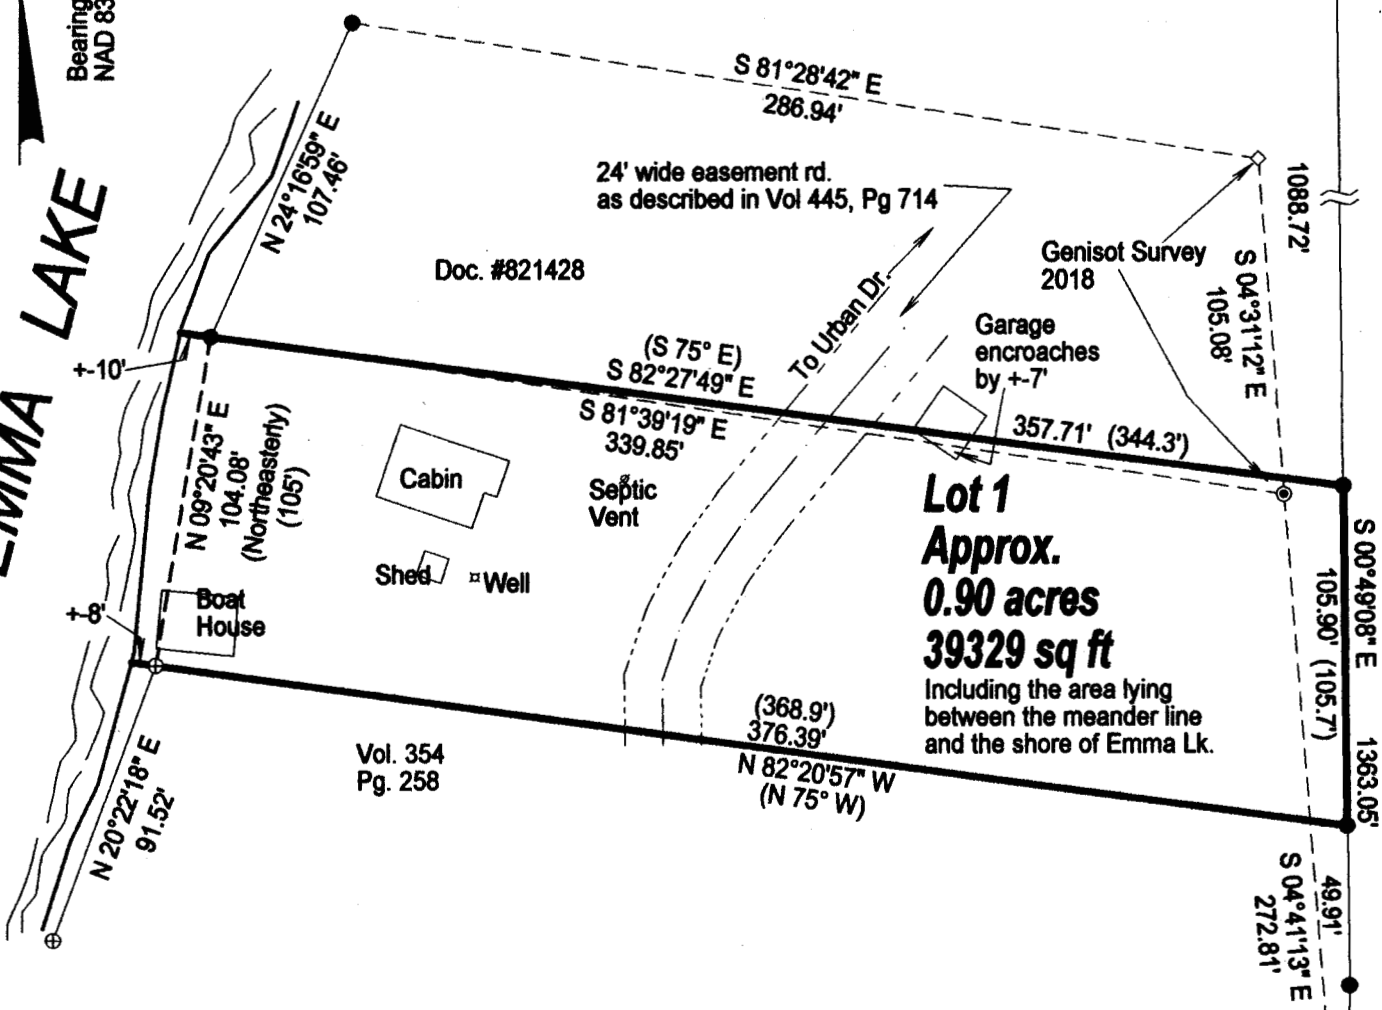 Bearing
NAD 83
EMMA LAKE
S 81°28'42" E
286.94'
N 24°16'59" E
107.46'
24' wide easement rd.
as described in Vol 445, Pg 714
1088.72'
Genisot Survey
2018
S 04°31'12" E
105.08'
Doc. #821428
To Urban Dr.
Garage
encroaches
by +-7'
+-10'
(S 75° E)
S 82°27'49" E
S 81°39'19" E
339.85'
357.71' (344.3')
N 09°20'43" E
104.08'
(Northeasterly)
(105')
Cabin
Septic
Vent
Shed
Well
+-8'
Boat
House
Lot 1
Approx.
0.90 acres
39329 sq ft
Including the area lying
between the meander line
and the shore of Emma Lk.
S 00°49'08" E
105.90' (105.7')
1363.05'
(368.9')
376.39'
N 82°20'57" W
(N 75° W)
Vol. 354
Pg. 258
N 20°22'18" E
91.52'
49.91'
S 04°41'13" E
272.81'